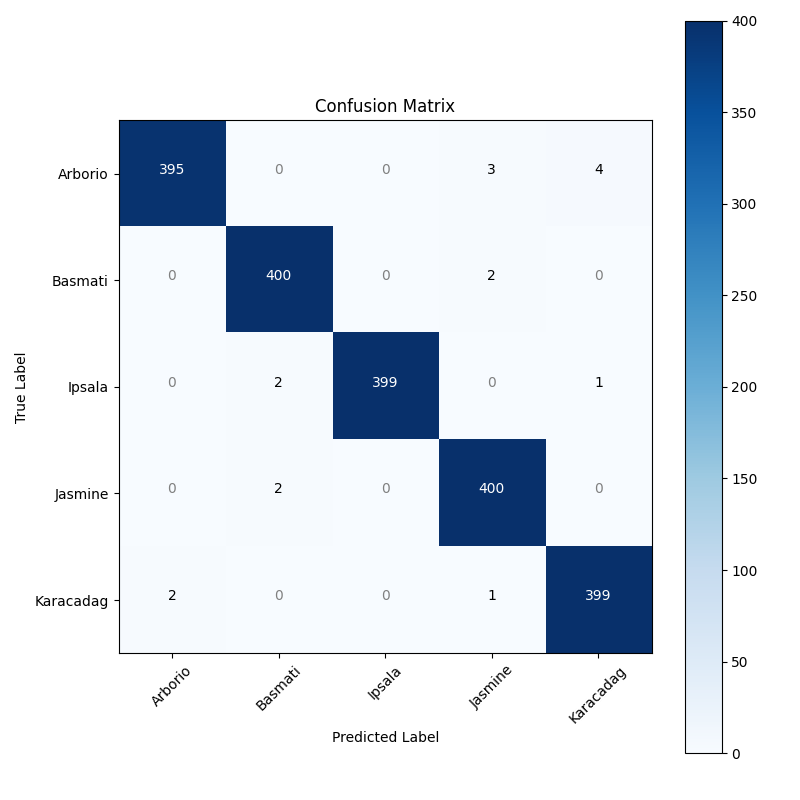 Confusion Matrix
True Label
Arborio 395 0 0 3 4
Basmati 0 400 0 2 0
Ipsala 0 2 399 0 1
Jasmine 0 2 0 400 0
Karacadag 2 0 0 1 399
Arborio Basmati Ipsala Jasmine Karacadag
Predicted Label
400
350
300
250
200
150
100
50
0